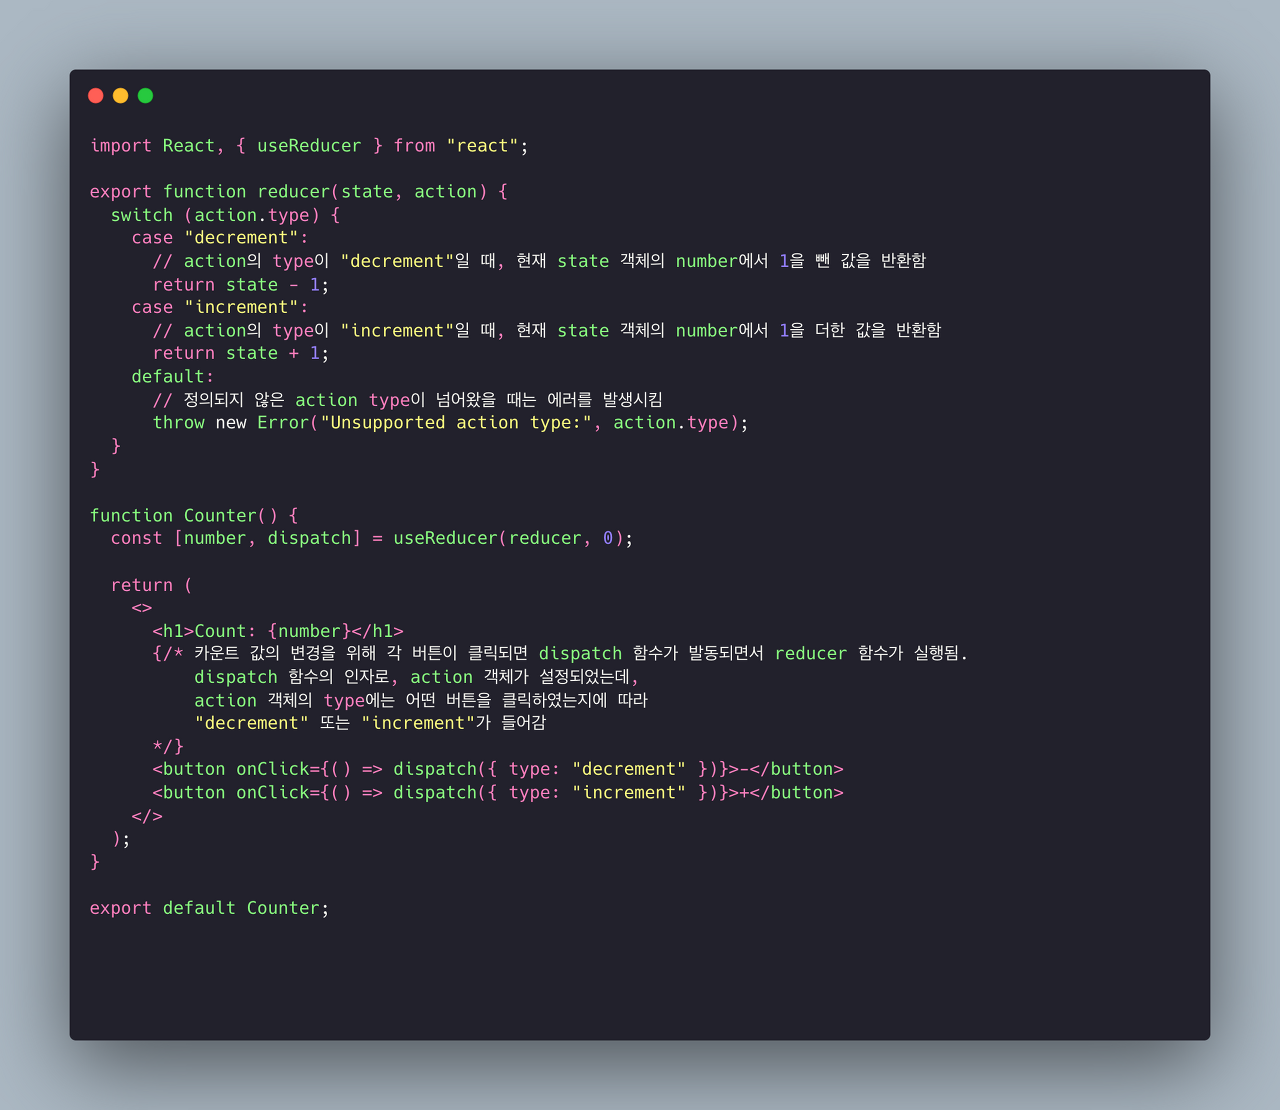 import React, { useReducer } from "react";
export function reducer(state, action) {
  switch (action.type) {
    case "decrement":
      // action의 type이 "decrement"일 때, 현재 state 객체의 number에서 1을 뺀 값을 반환함
      return state - 1;
    case "increment":
      // action의 type이 "increment"일 때, 현재 state 객체의 number에서 1을 더한 값을 반환함
      return state + 1;
    default:
      // 정의되지 않은 action type이 넘어왔을 때는 에러를 발생시킴
      throw new Error("Unsupported action type:", action.type);
  }
}
function Counter() {
  const [number, dispatch] = useReducer(reducer, 0);
  return (
    <>
      <h1>Count: {number}</h1>
      {/* 카운트 값의 변경을 위해 각 버튼이 클릭되면 dispatch 함수가 발동되면서 reducer 함수가 실행됨.
          dispatch 함수의 인자로, action 객체가 설정되었는데,
          action 객체의 type에는 어떤 버튼을 클릭하였는지에 따라
          "decrement" 또는 "increment"가 들어감
      */}
      <button onClick={() => dispatch({ type: "decrement" })}>-</button>
      <button onClick={() => dispatch({ type: "increment" })}>+</button>
    </>
  );
}
export default Counter;